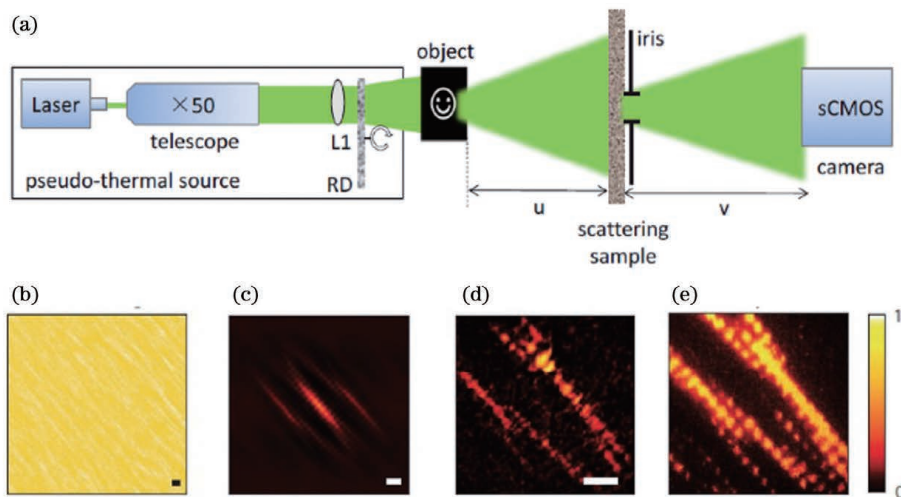 (a)
object
iris
Laser
×50
sCMOS
telescope
L1
camera
pseudo-thermal source
RD
u
v
scattering
sample
(b)
(c)
(d)
(e)
1
0